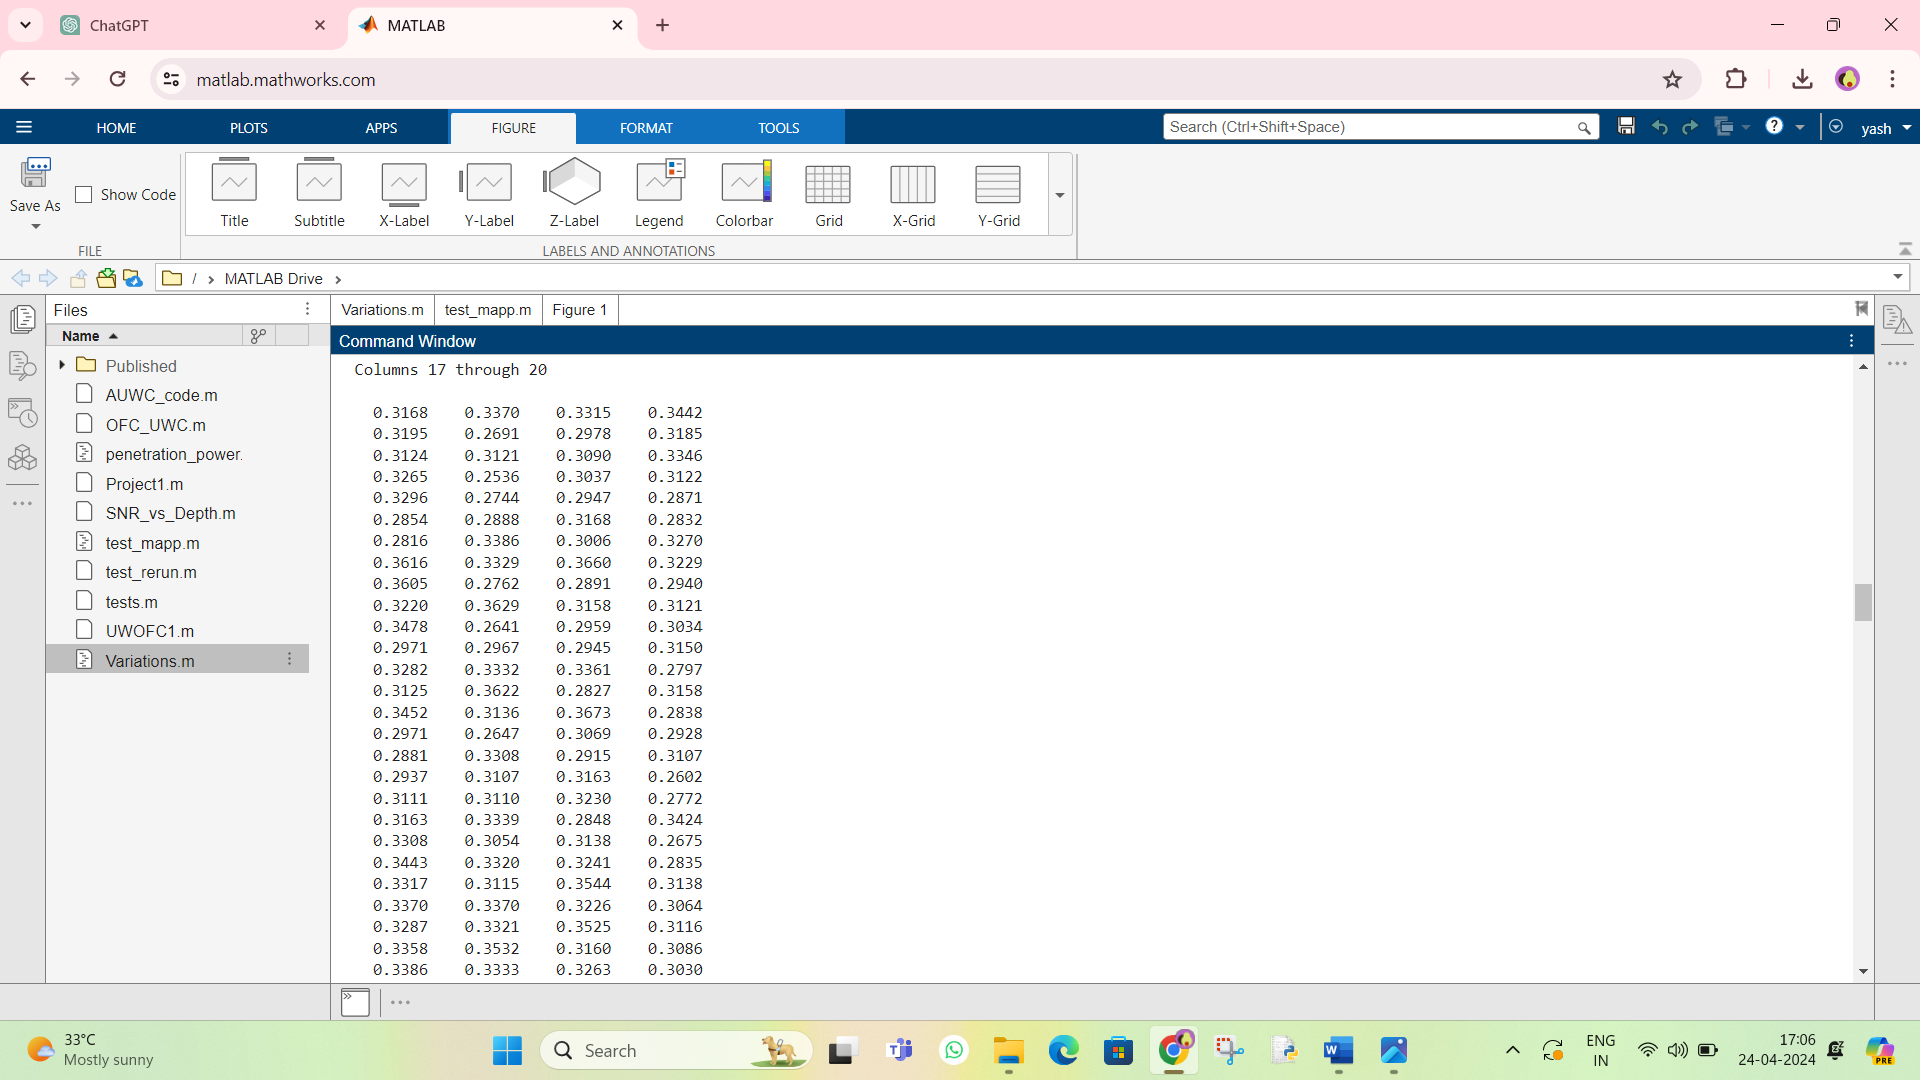 ChatGPT
MATLAB
matlab.mathworks.com
HOME PLOTS APPS FIGURE FORMAT TOOLS
Search (Ctrl+Shift+Space)
yash
Save As
Show Code
Title Subtitle X-Label Y-Label Z-Label Legend Colorbar Grid X-Grid Y-Grid
FILE LABELS AND ANNOTATIONS
/ › MATLAB Drive ›
Files
Name
Published
AUWC_code.m
OFC_UWC.m
penetration_power.
Project1.m
SNR_vs_Depth.m
test_mapp.m
test_rerun.m
tests.m
UWOFC1.m
Variations.m
Variations.m test_mapp.m Figure 1
Command Window
Columns 17 through 20
0.3168 0.3370 0.3315 0.3442
0.3195 0.2691 0.2978 0.3185
0.3124 0.3121 0.3090 0.3346
0.3265 0.2536 0.3037 0.3122
0.3296 0.2744 0.2947 0.2871
0.2854 0.2888 0.3168 0.2832
0.2816 0.3386 0.3006 0.3270
0.3616 0.3329 0.3660 0.3229
0.3605 0.2762 0.2891 0.2940
0.3220 0.3629 0.3158 0.3121
0.3478 0.2641 0.2959 0.3034
0.2971 0.2967 0.2945 0.3150
0.3282 0.3332 0.3361 0.2797
0.3125 0.3622 0.2827 0.3158
0.3452 0.3136 0.3673 0.2838
0.2971 0.2647 0.3069 0.2928
0.2881 0.3308 0.2915 0.3107
0.2937 0.3107 0.3163 0.2602
0.3111 0.3110 0.3230 0.2772
0.3163 0.3339 0.2848 0.3424
0.3308 0.3054 0.3138 0.2675
0.3443 0.3320 0.3241 0.2835
0.3317 0.3115 0.3544 0.3138
0.3370 0.3370 0.3226 0.3064
0.3287 0.3321 0.3525 0.3116
0.3358 0.3532 0.3160 0.3086
0.3386 0.3333 0.3263 0.3030
33°C
Mostly sunny
Search
ENG
IN
17:06
24-04-2024
PRE